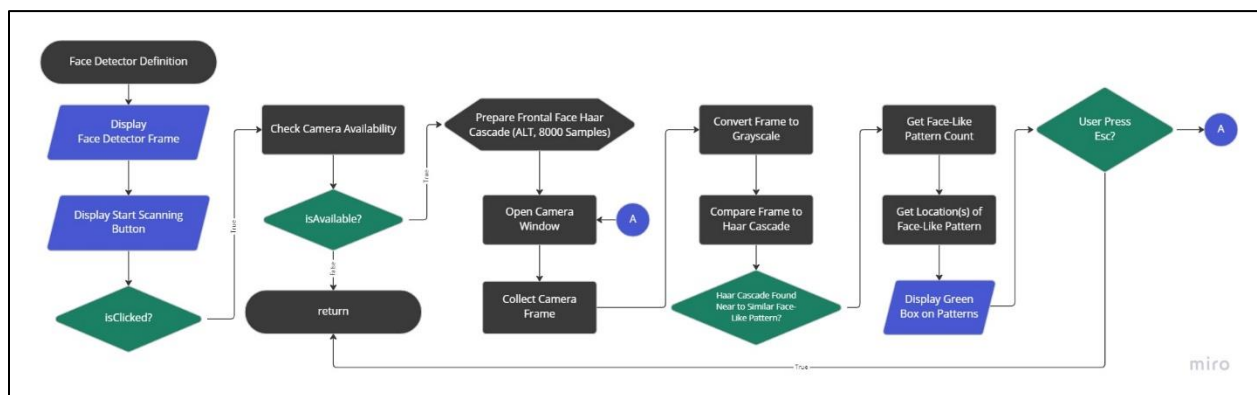 Face Detector Definition
Display
Face Detector Frame
Display Start Scanning
Button
isClicked?
True
Check Camera Availability
isAvailable?
True
False
return
Prepare Frontal Face Haar
Cascade (ALT, 8000 Samples)
Open Camera
Window
A
Collect Camera
Frame
Convert Frame to
Grayscale
Compare Frame to
Haar Cascade
Haar Cascade Found
Near to Similar Face-
Like Pattern?
Get Face-Like
Pattern Count
Get Location(s) of
Face-Like Pattern
Display Green
Box on Patterns
User Press
Esc?
A
True
miro